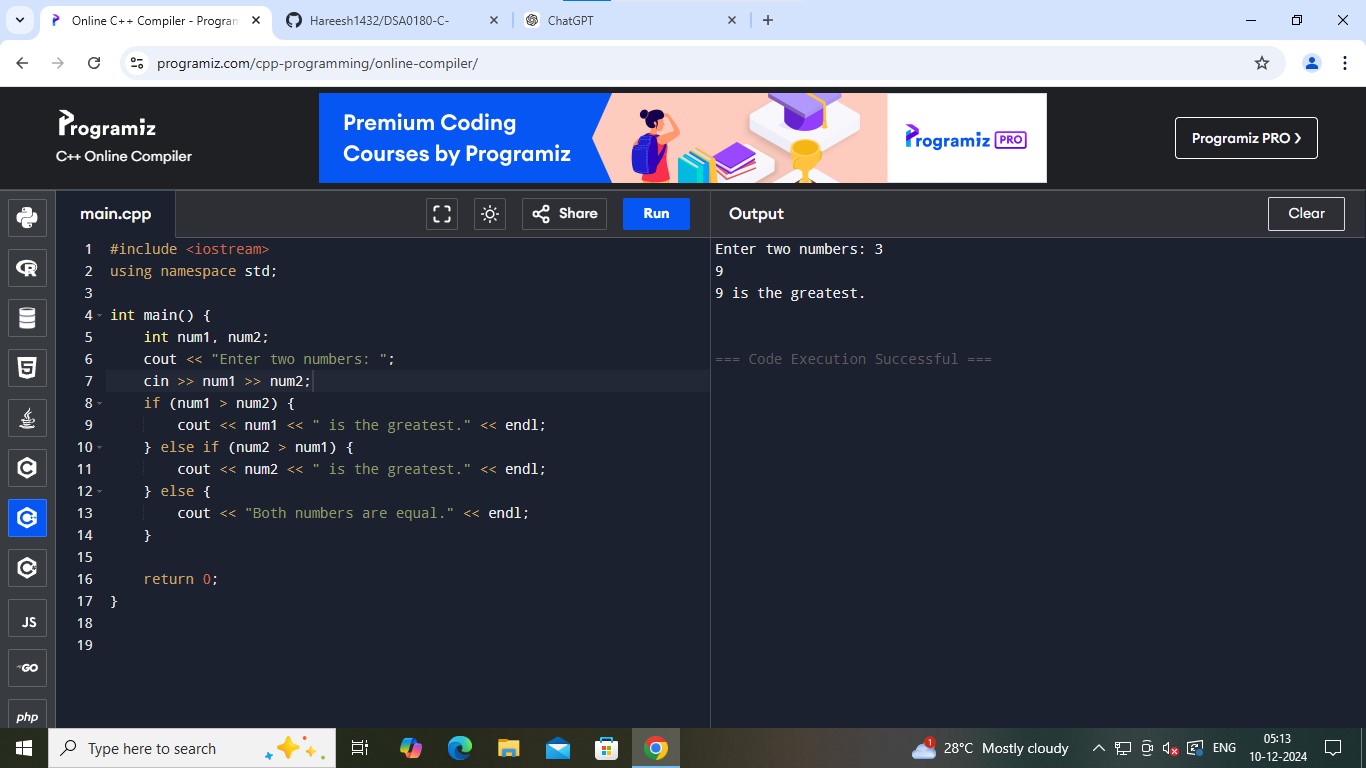 Online C++ Compiler - Program
Hareesh1432/DSA0180-C-
ChatGPT
programiz.com/cpp-programming/online-compiler/
Programiz
C++ Online Compiler
Premium Coding
Courses by Programiz
Programiz PRO
Programiz PRO >
main.cpp
Share
Run
Output
Clear
1 #include <iostream>
2 using namespace std;
3
4 int main() {
5 int num1, num2;
6 cout << "Enter two numbers: ";
7 cin >> num1 >> num2;
8 if (num1 > num2) {
9 cout << num1 << " is the greatest." << endl;
10 } else if (num2 > num1) {
11 cout << num2 << " is the greatest." << endl;
12 } else {
13 cout << "Both numbers are equal." << endl;
14 }
15
16 return 0;
17 }
18
19
Enter two numbers: 3
9
9 is the greatest.
=== Code Execution Successful ===
JS
GO
php
Type here to search
1
28°C Mostly cloudy
ENG
05:13
10-12-2024